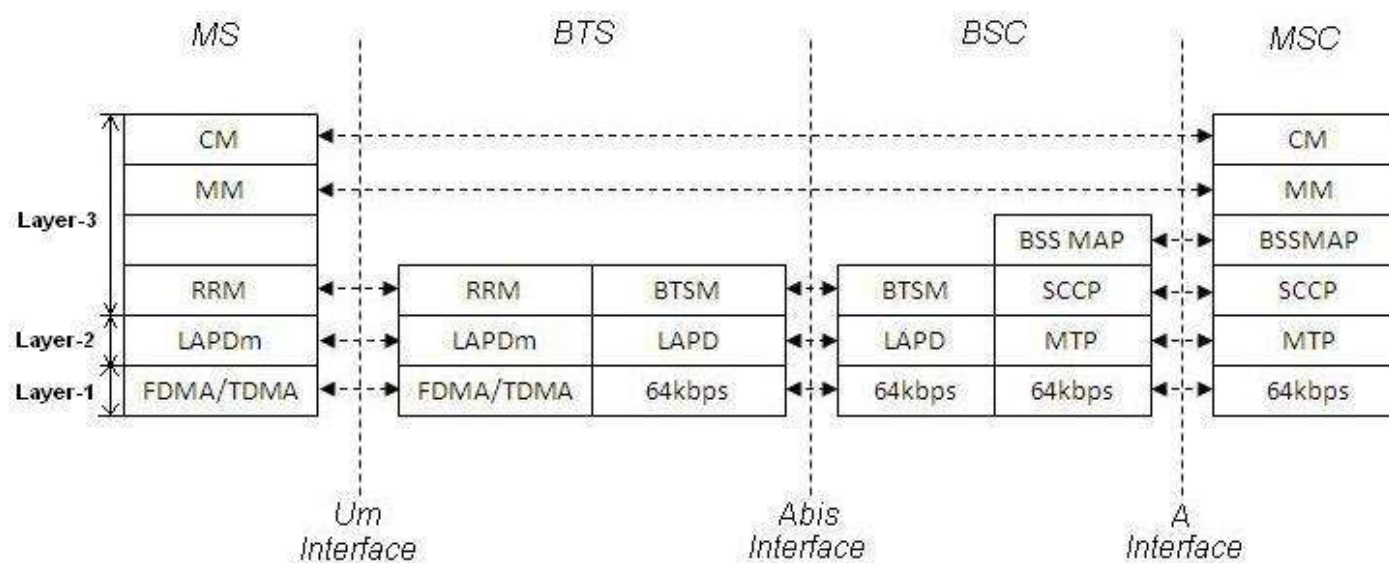 MS BTS BSC MSC
CM CM
MM MM
Layer-3
BSS MAP BSSMAP
RRM RRM BTSM BTSM SCCP SCCP
Layer-2 LAPDm LAPDm LAPD LAPD MTP MTP
Layer-1 FDMA/TDMA FDMA/TDMA 64kbps 64kbps 64kbps 64kbps
Um Abis A
Interface Interface Interface